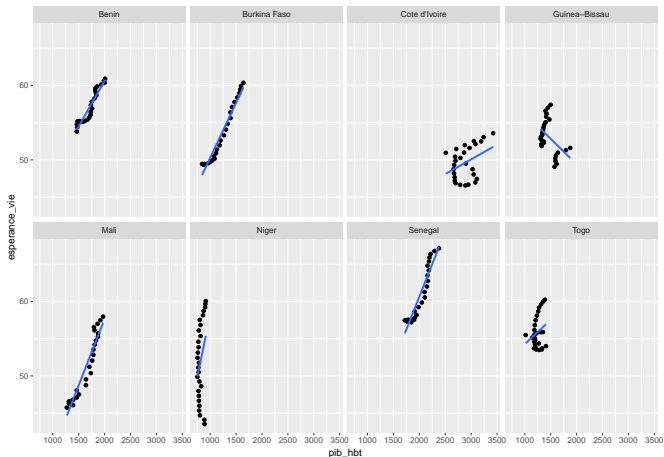 Benin
Burkina Faso
Cote d'Ivoire
Guinea−Bissau
60
50
Mali
Niger
Senegal
Togo
60
50
1000 1500 2000 2500 3000 3500 1000 1500 2000 2500 3000 3500 1000 1500 2000 2500 3000 3500 1000 1500 2000 2500 3000 3500
pib_hbt
esperance_vie